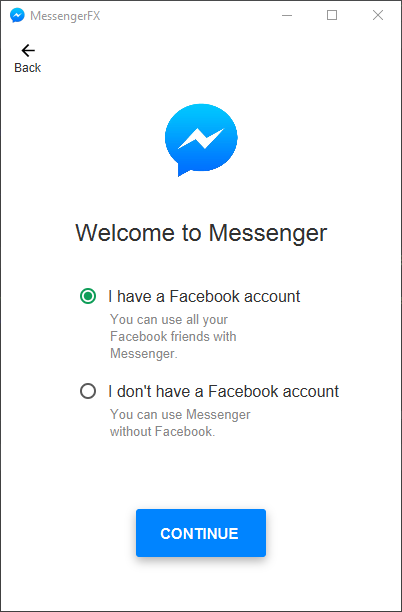 MessengerFX
Back
Welcome to Messenger
I have a Facebook account
You can use all your
Facebook friends with
Messenger.
I don't have a Facebook account
You can use Messenger
without Facebook.
CONTINUE